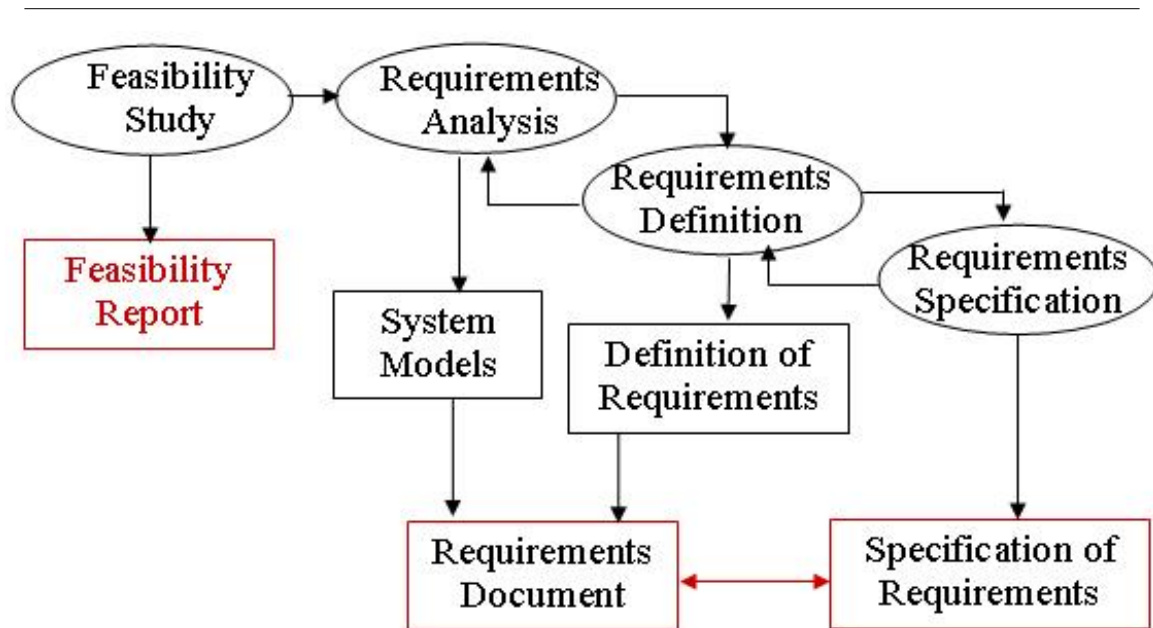 Feasibility
Study
Requirements
Analysis
Requirements
Definition
Requirements
Specification
Feasibility
Report
System
Models
Definition of
Requirements
Requirements
Document
Specification of
Requirements